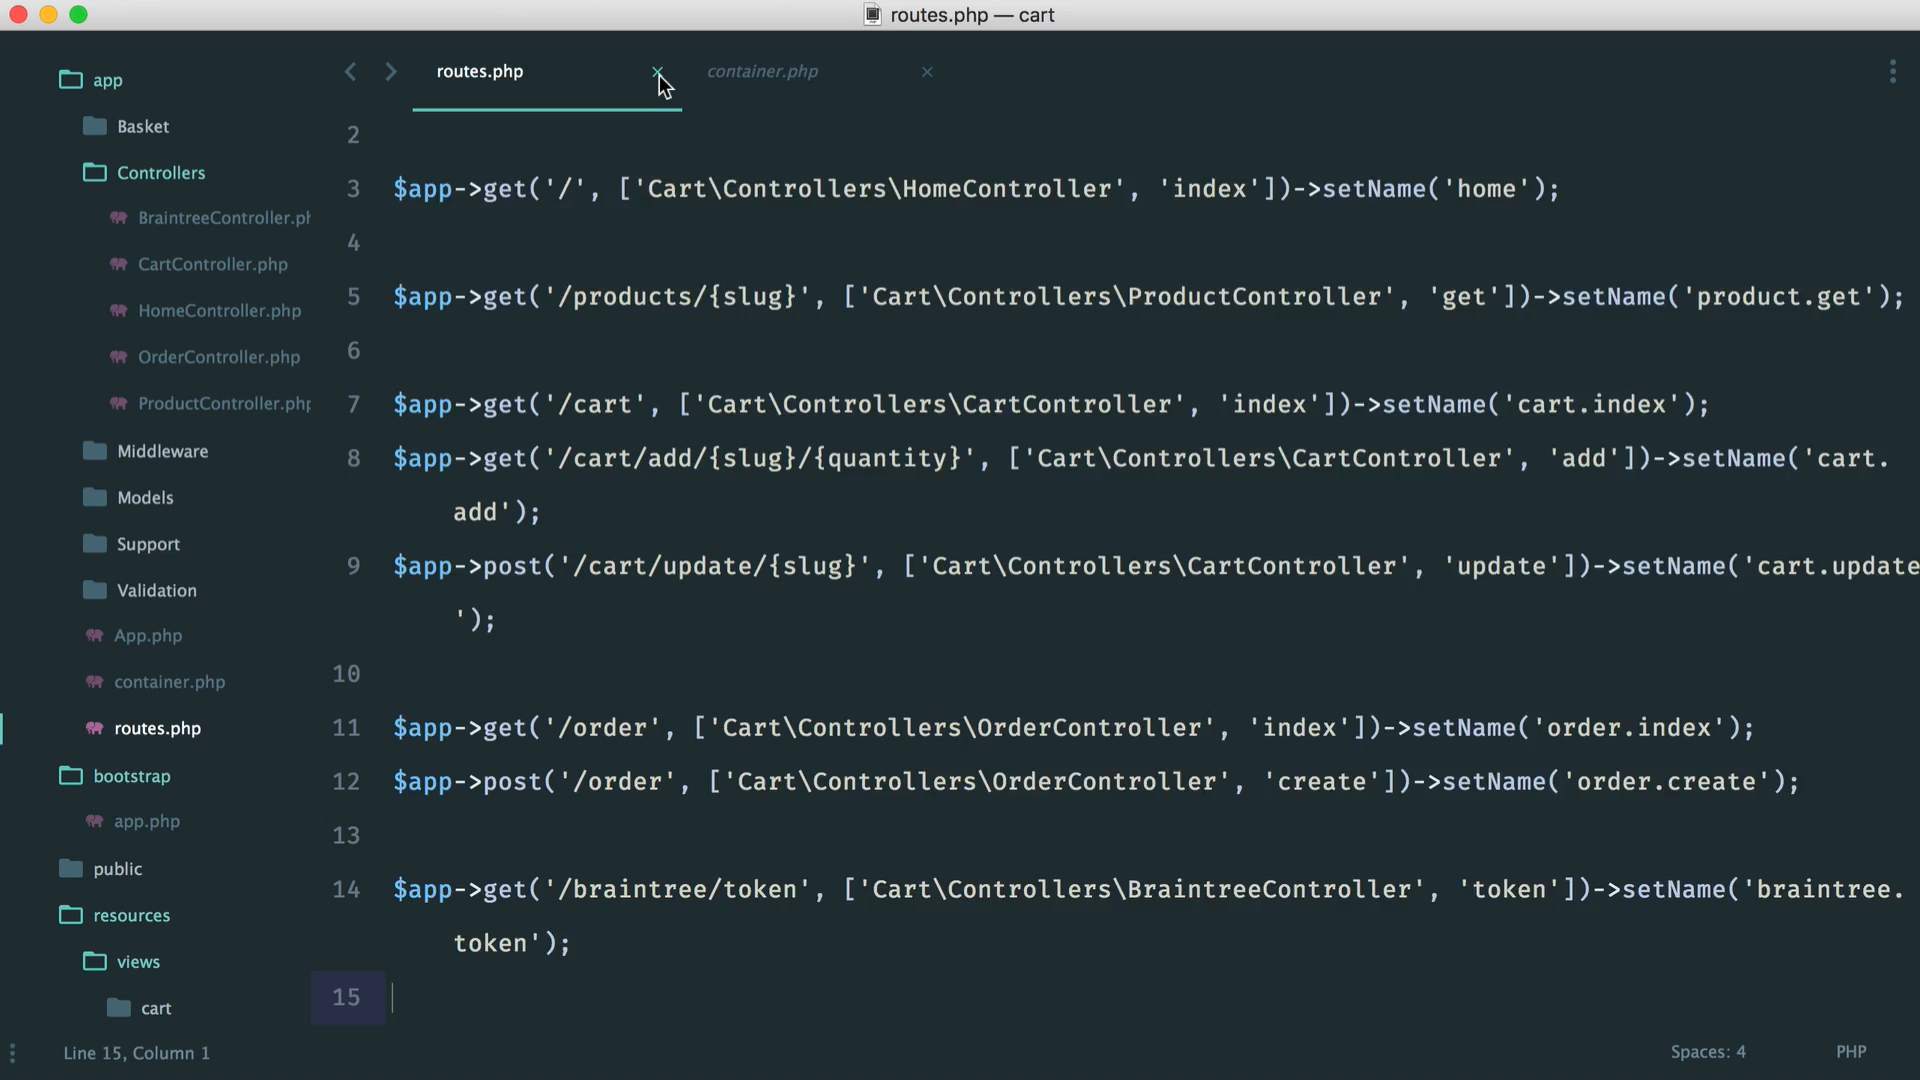 routes.php — cart
app
Basket
Controllers
BraintreeController.ph
CartController.php
HomeController.php
OrderController.php
ProductController.php
Middleware
Models
Support
Validation
App.php
container.php
routes.php
bootstrap
app.php
public
resources
views
cart
routes.php
container.php
2
3 $app->get('/', ['Cart\Controllers\HomeController', 'index'])->setName('home');
4
5 $app->get('/products/{slug}', ['Cart\Controllers\ProductController', 'get'])->setName('product.get');
6
7 $app->get('/cart', ['Cart\Controllers\CartController', 'index'])->setName('cart.index');
8 $app->get('/cart/add/{slug}/{quantity}', ['Cart\Controllers\CartController', 'add'])->setName('cart.
add');
9 $app->post('/cart/update/{slug}', ['Cart\Controllers\CartController', 'update'])->setName('cart.update
');
10
11 $app->get('/order', ['Cart\Controllers\OrderController', 'index'])->setName('order.index');
12 $app->post('/order', ['Cart\Controllers\OrderController', 'create'])->setName('order.create');
13
14 $app->get('/braintree/token', ['Cart\Controllers\BraintreeController', 'token'])->setName('braintree.
token');
15
Line 15, Column 1
Spaces: 4
PHP